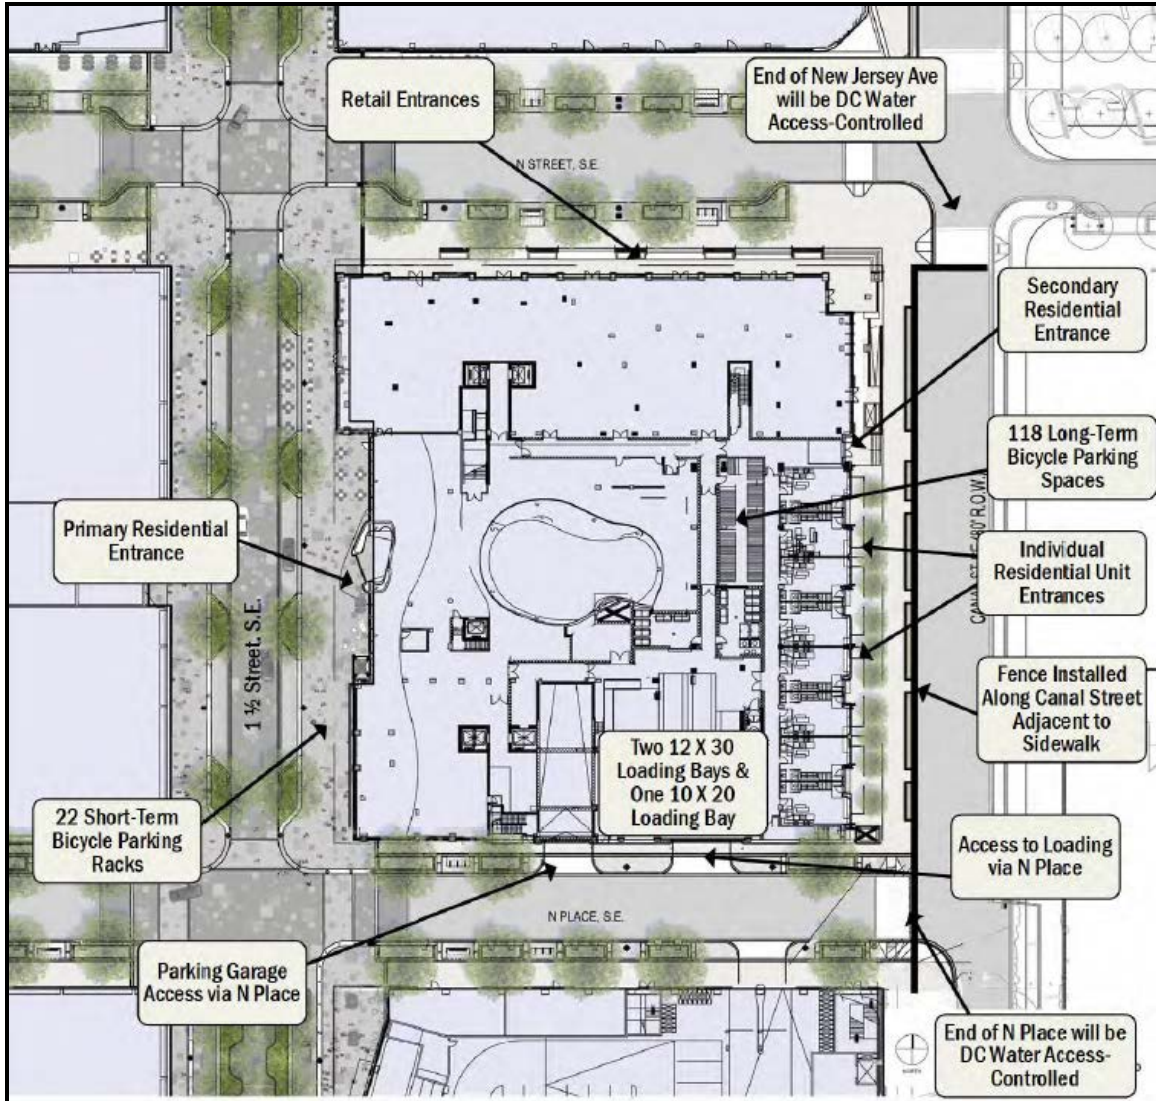 Retail Entrances
End of New Jersey Ave
will be DC Water
Access-Controlled
N STREET, S.E.
Secondary
Residential
Entrance
118 Long-Term
Bicycle Parking
Spaces
Primary Residential
Entrance
Individual
Residential Unit
Entrances
1 ½ Street. S.E.
Fence Installed
Along Canal Street
Adjacent to
Sidewalk
Two 12 X 30
Loading Bays &
One 10 X 20
Loading Bay
22 Short-Term
Bicycle Parking
Racks
Access to Loading
via N Place
N PLACE, S.E.
Parking Garage
Access via N Place
End of N Place will be
DC Water Access-
Controlled
NORTH